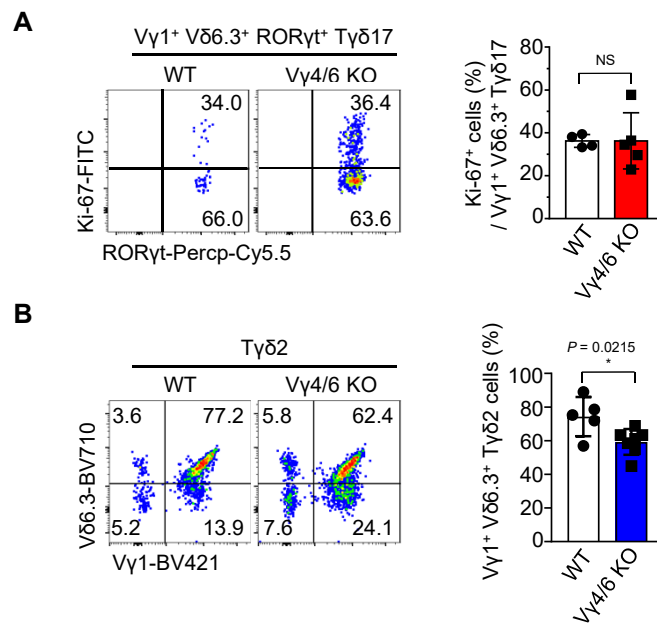 A
Vγ1⁺ Vδ6.3⁺ RORγt⁺ Tγδ17
WT
Vγ4/6 KO
34.0
36.4
66.0
63.6
Ki-67-FITC
RORγt-Percp-Cy5.5
Ki-67⁺ cells (%)
/ Vγ1⁺ Vδ6.3⁺ Tγδ17
80
60
40
20
0
NS
WT
Vγ4/6 KO
B
Tγδ2
WT
Vγ4/6 KO
3.6
77.2
5.8
62.4
5.2
13.9
7.6
24.1
Vδ6.3-BV710
Vγ1-BV421
Vγ1⁺ Vδ6.3⁺ Tγδ2 cells (%)
P = 0.0215
*
100
80
60
40
20
0
WT
Vγ4/6 KO